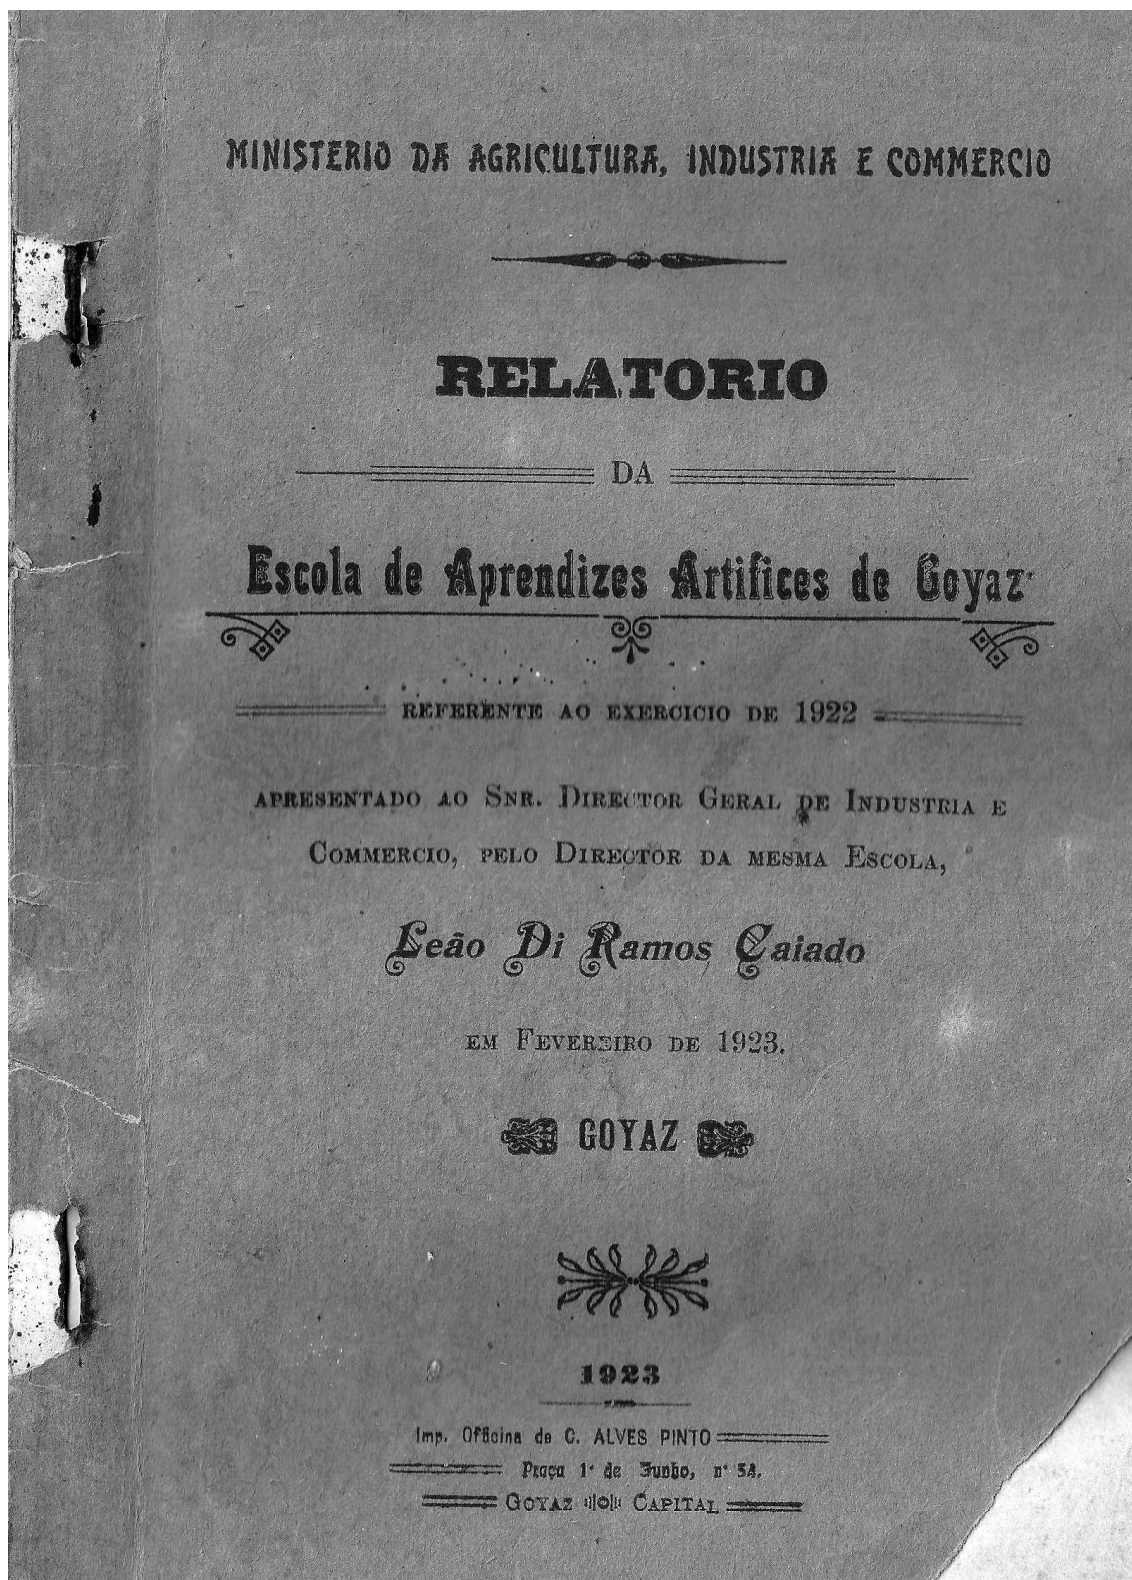 MINISTERIO DA AGRICULTURA, INDUSTRIA E COMMERCIO
RELATORIO
DA
Escola de Aprendizes Artifices de Goyaz
REFERENTE AO EXERCICIO DE 1922
APRESENTADO AO SNR. DIRECTOR GERAL DE INDUSTRIA E
COMMERCIO, PELO DIRECTOR DA MESMA ESCOLA,
Leão Di Ramos Caiado
EM FEVEREIRO DE 1923.
GOYAZ
1923
Imp. Officina de C. ALVES PINTO
Praça 1º de Junho, nº 54.
GOYAZ CAPITAL